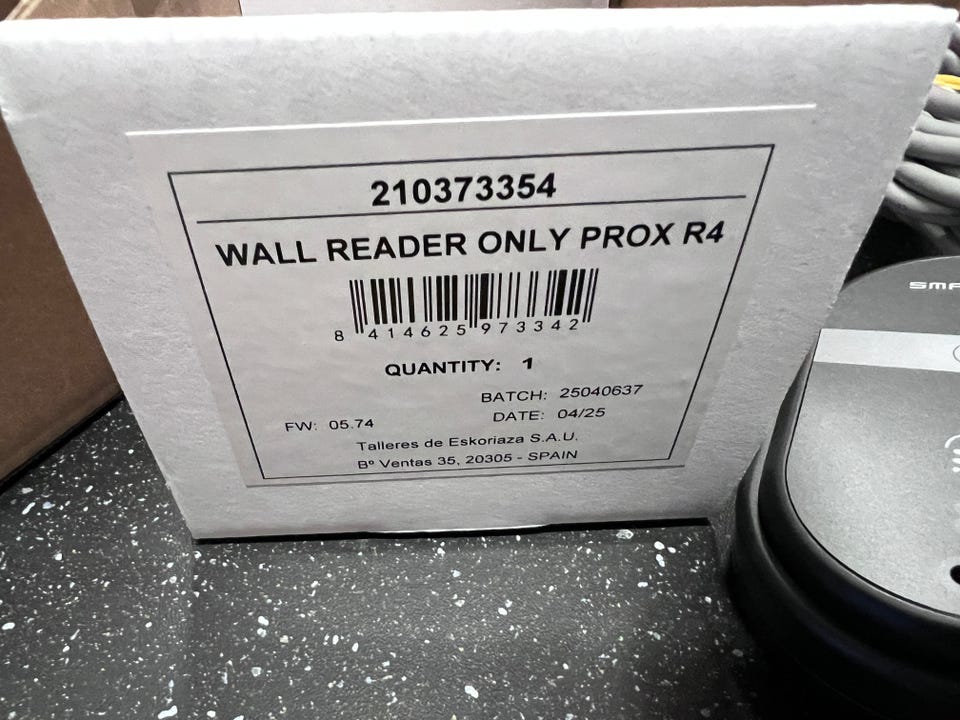 210373354
WALL READER ONLY PROX R4
8 414625 973342
QUANTITY: 1
BATCH: 25040637
FW: 05.74 DATE: 04/25
Talleres de Eskoriaza S.A.U.
Bº Ventas 35, 20305 - SPAIN
SMA